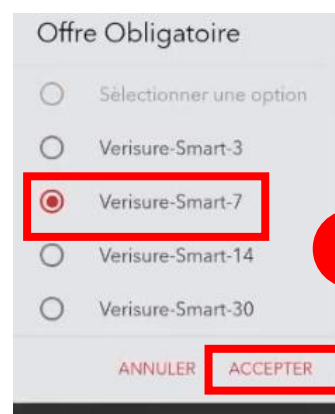 Offre Obligatoire
Sélectionner une option
Verisure-Smart-3
Verisure-Smart-7
Verisure-Smart-14
Verisure-Smart-30
ANNULER ACCEPTER